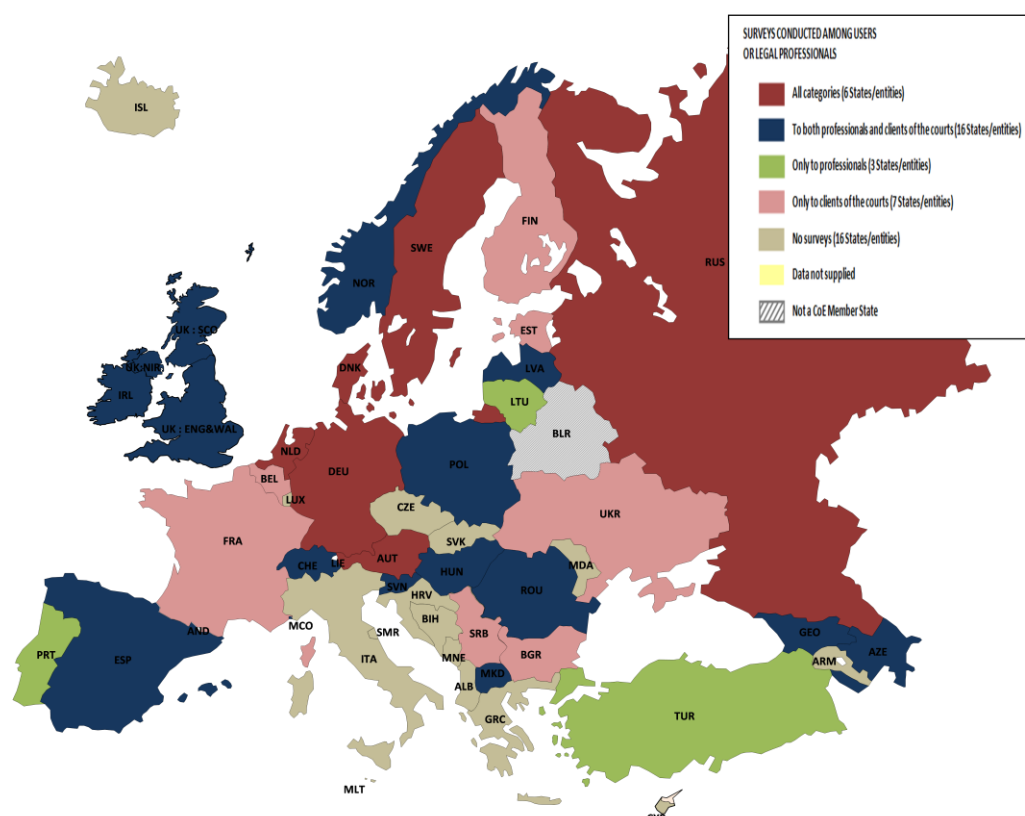 SURVEYS CONDUCTED AMONG USERS
OR LEGAL PROFESSIONALS
All categories (6 States/entities)
To both professionals and clients of the courts (16 States/entities)
Only to professionals (3 States/entities)
Only to clients of the courts (7 States/entities)
No surveys (16 States/entities)
Data not supplied
Not a CoE Member State
ISL
FIN
SWE
RUS
NOR
UK : SCO
EST
UK:NIR
DNK
LVA
IRL
LTU
UK : ENG&WAL
BLR
NLD
DEU
POL
BEL
LUX
CZE
UKR
FRA
SVK
CHE
LIE
AUT
MDA
HUN
SVN
ROU
HRV
BIH
AND
MCO
SMR
SRB
GEO
PRT
ESP
ITA
MNE
BGR
AZE
ARM
MKD
ALB
TUR
GRC
MLT